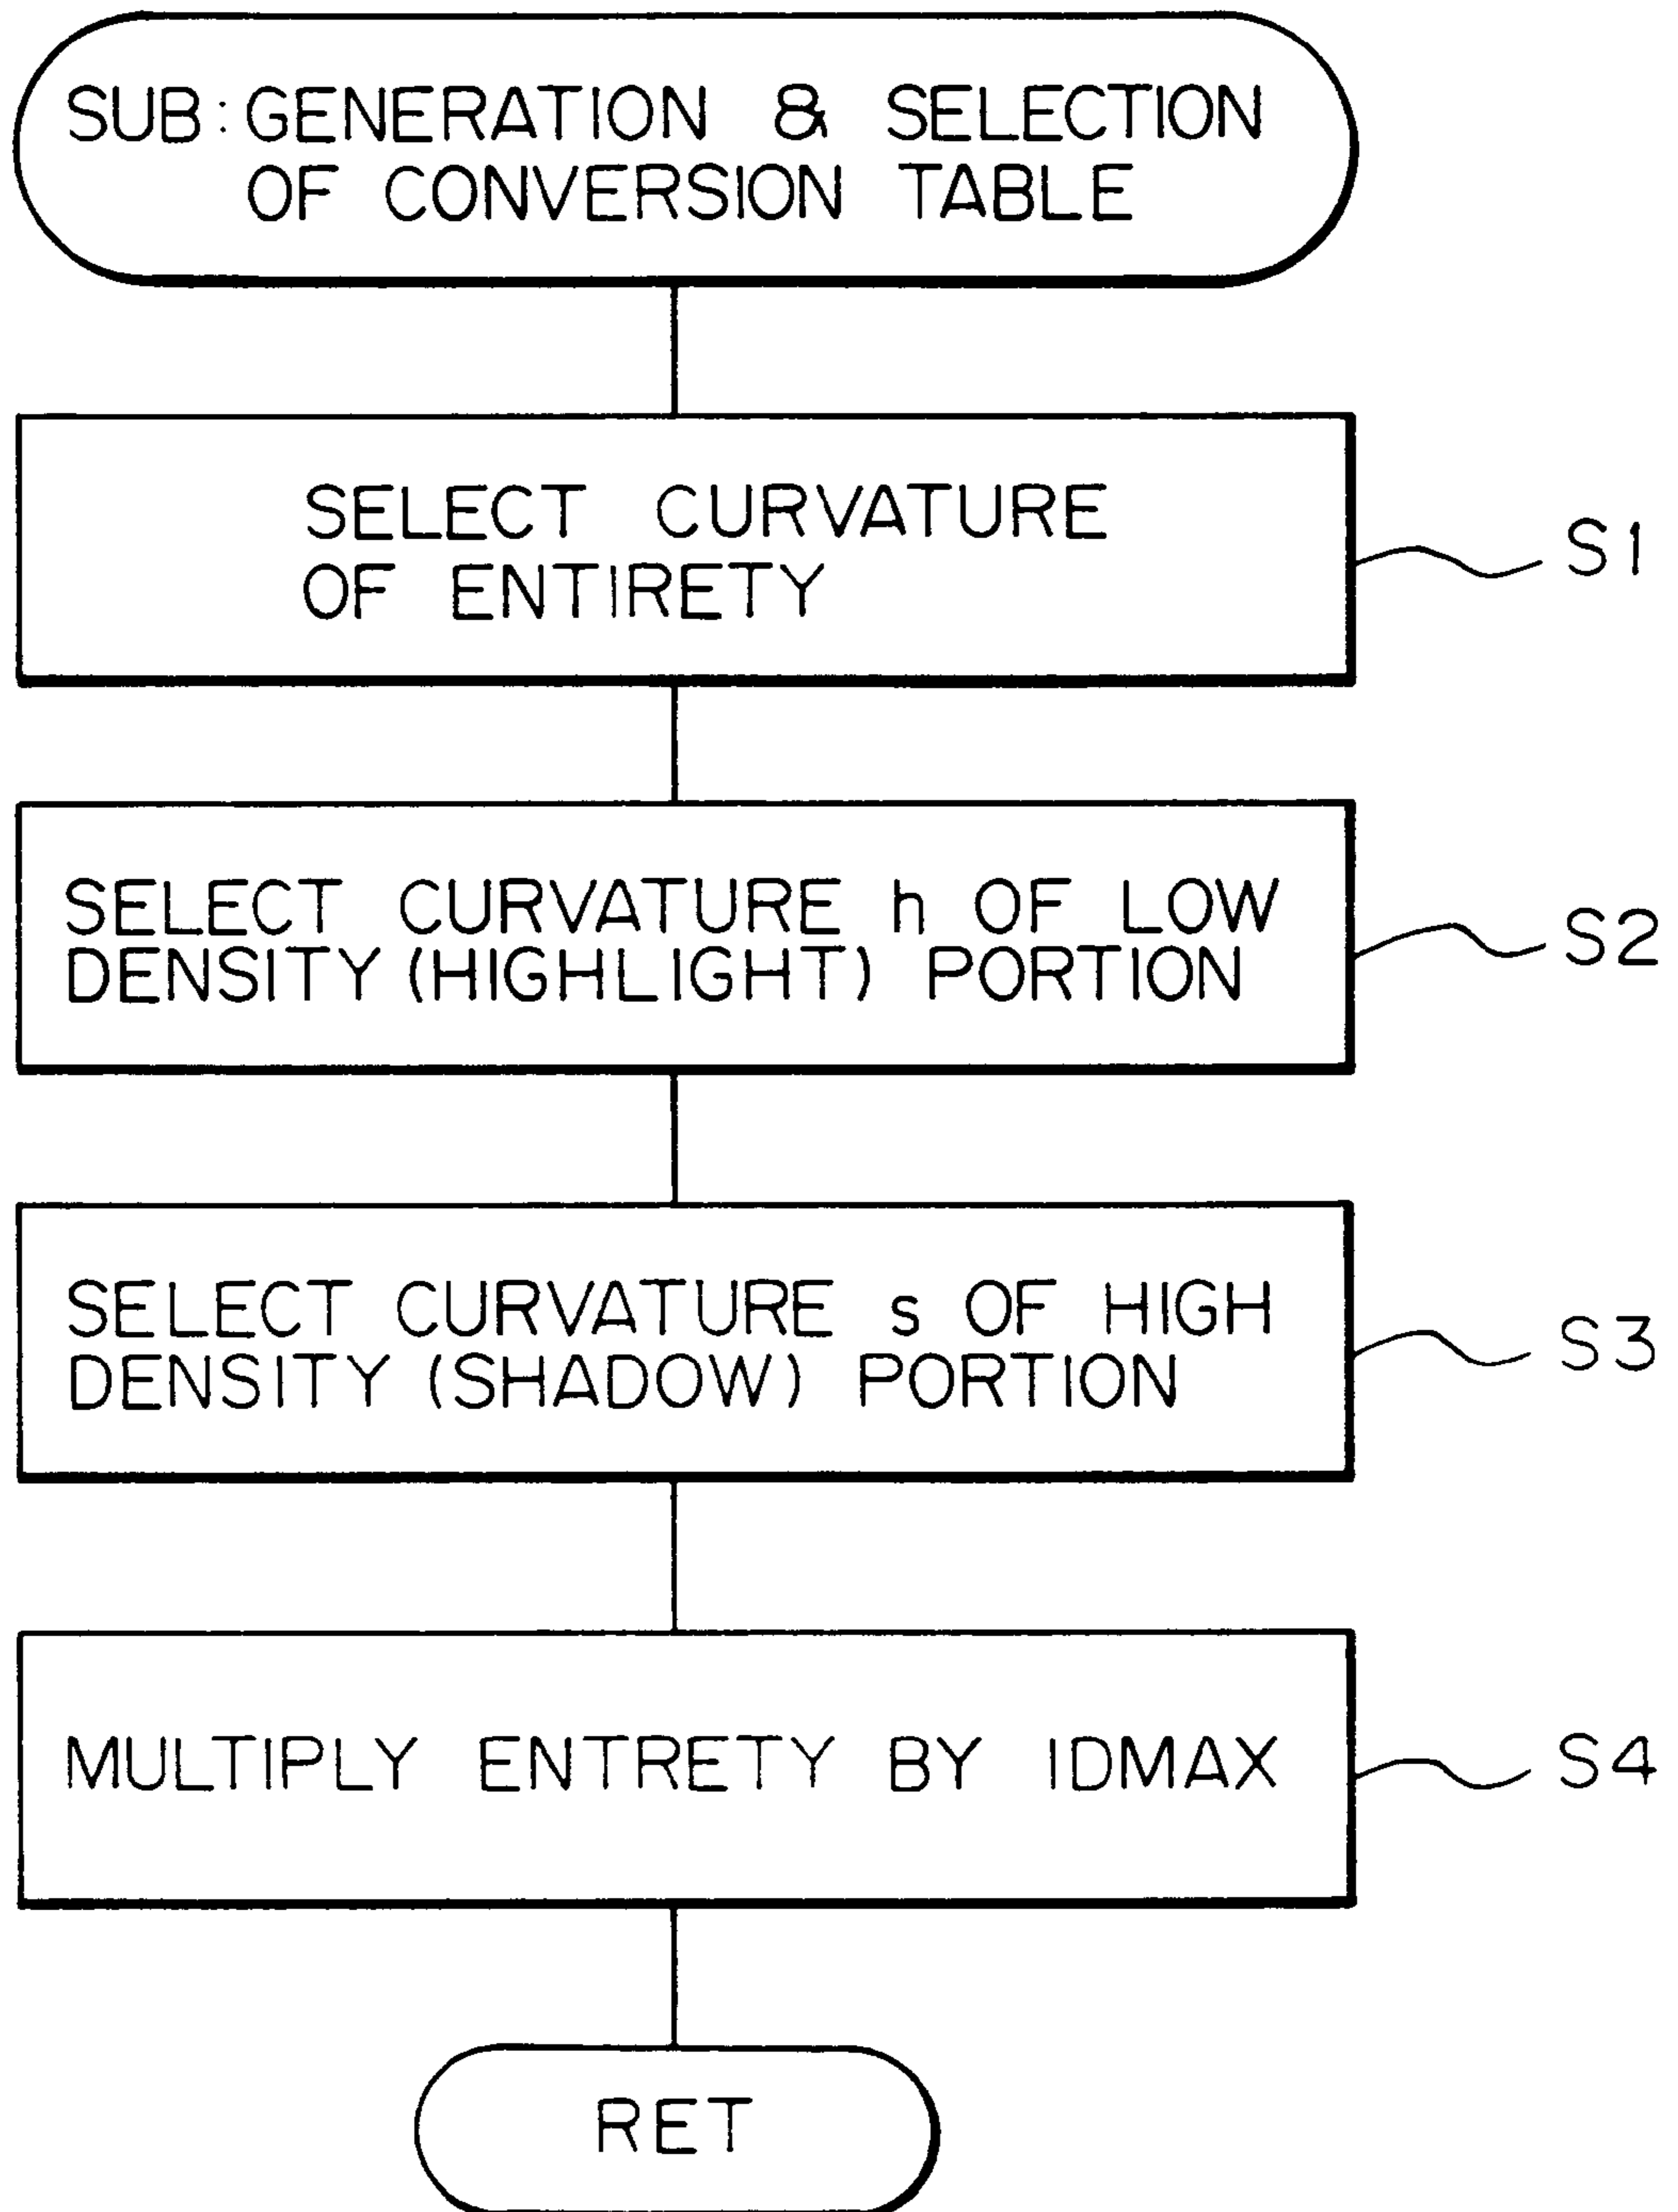 SUB: GENERATION & SELECTION
OF CONVERSION TABLE
SELECT CURVATURE
OF ENTIRETY
S1
SELECT CURVATURE h OF LOW
DENSITY (HIGHLIGHT) PORTION
S2
SELECT CURVATURE s OF HIGH
DENSITY (SHADOW) PORTION
S3
MULTIPLY ENTRETY BY IDMAX
S4
RET